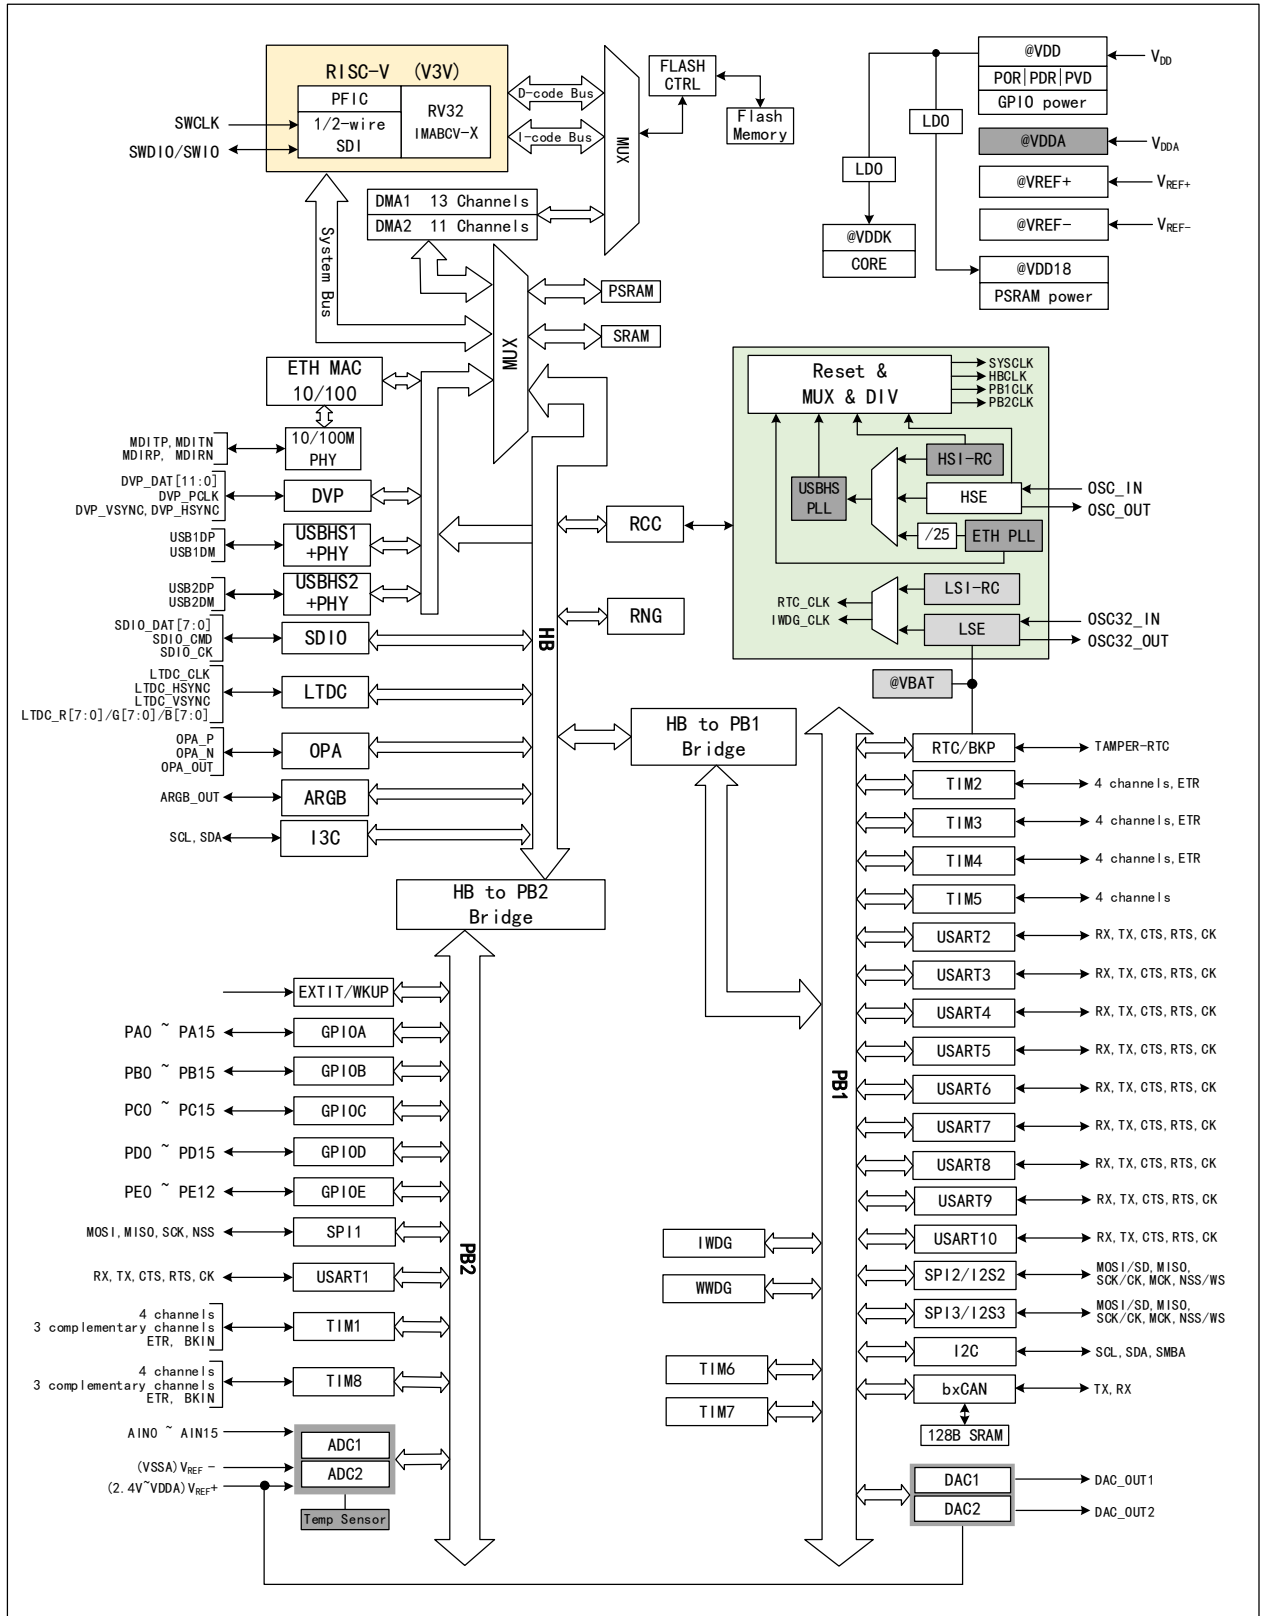 RISC-V (V3V)
PFIC
1/2-wire
SDI
RV32
IMABCV-X
SWCLK
SWDIO/SWIO
D-code Bus
I-code Bus
MUX
FLASH
CTRL
Flash
Memory
DMA1 13 Channels
DMA2 11 Channels
System Bus
MUX
PSRAM
SRAM
@VDD
POR|PDR|PVD
GPIO power
VDD
LDO
@VDDA
VDDA
LDO
@VREF+
VREF+
@VREF-
VREF-
@VDDK
CORE
@VDD18
PSRAM power
ETH MAC
10/100
10/100M
PHY
MDITP, MDITN
MDIRP, MDIRN
DVP_DAT[11:0]
DVP_PCLK
DVP_VSYNC, DVP_HSYNC
DVP
USB1DP
USB1DM
USBHS1
+PHY
USB2DP
USB2DM
USBHS2
+PHY
SDIO_DAT[7:0]
SDIO_CMD
SDIO_CK
SDIO
LTDC_CLK
LTDC_HSYNC
LTDC_VSYNC
LTDC_R[7:0]/G[7:0]/B[7:0]
LTDC
OPA_P
OPA_N
OPA_OUT
OPA
ARGB_OUT
ARGB
SCL, SDA
I3C
HB
RCC
RNG
Reset &
MUX & DIV
SYSCLK
HBCLK
PB1CLK
PB2CLK
USBHS
PLL
HSI-RC
HSE
OSC_IN
OSC_OUT
/25
ETH PLL
RTC_CLK
IWDG_CLK
LSI-RC
LSE
OSC32_IN
OSC32_OUT
@VBAT
HB to PB1
Bridge
HB to PB2
Bridge
EXTIT/WKUP
PA0 ~ PA15
GPIOA
PB0 ~ PB15
GPIOB
PC0 ~ PC15
GPIOC
PD0 ~ PD15
GPIOD
PE0 ~ PE12
GPIOE
MOSI, MISO, SCK, NSS
SPI1
RX, TX, CTS, RTS, CK
USART1
4 channels
3 complementary channels
ETR, BKIN
TIM1
4 channels
3 complementary channels
ETR, BKIN
TIM8
AIN0 ~ AIN15
(VSSA) VREF -
(2.4V~VDDA) VREF+
ADC1
ADC2
Temp Sensor
PB2
IWDG
WWDG
TIM6
TIM7
PB1
RTC/BKP
TAMPER-RTC
TIM2
4 channels, ETR
TIM3
4 channels, ETR
TIM4
4 channels, ETR
TIM5
4 channels
USART2
RX, TX, CTS, RTS, CK
USART3
RX, TX, CTS, RTS, CK
USART4
RX, TX, CTS, RTS, CK
USART5
RX, TX, CTS, RTS, CK
USART6
RX, TX, CTS, RTS, CK
USART7
RX, TX, CTS, RTS, CK
USART8
RX, TX, CTS, RTS, CK
USART9
RX, TX, CTS, RTS, CK
USART10
RX, TX, CTS, RTS, CK
SPI2/I2S2
MOSI/SD, MISO,
SCK/CK, MCK, NSS/WS
SPI3/I2S3
MOSI/SD, MISO,
SCK/CK, MCK, NSS/WS
I2C
SCL, SDA, SMBA
bxCAN
TX, RX
128B SRAM
DAC1
DAC_OUT1
DAC2
DAC_OUT2